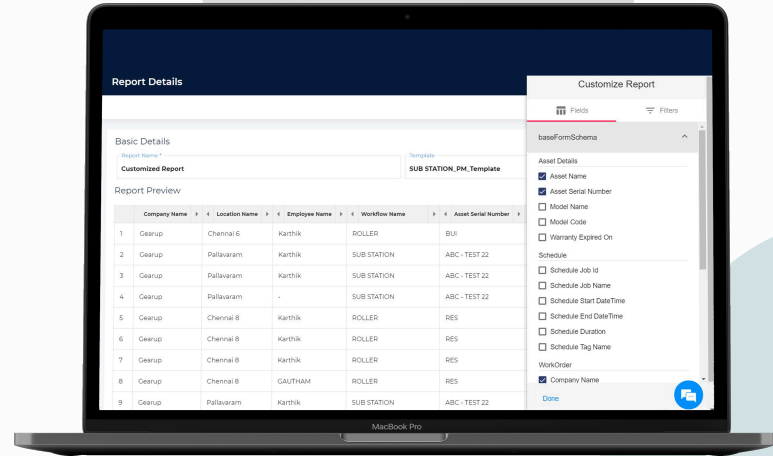 Report Details
Basic Details
Report Name *
Customized Report
Template
SUB STATION_PM_Template
Report Preview
Company Name Location Name Employee Name Workflow Name Asset Serial Number
1 Gearup Chennai 6 Karthik ROLLER BUI
2 Gearup Pallavaram Karthik SUB STATION ABC - TEST 22
3 Gearup Pallavaram Karthik SUB STATION ABC - TEST 22
4 Gearup Pallavaram - SUB STATION ABC - TEST 22
5 Gearup Chennai 8 Karthik ROLLER RES
6 Gearup Chennai 8 Karthik ROLLER RES
7 Gearup Chennai 8 Karthik ROLLER RES
8 Gearup Chennai 8 GAUTHAM ROLLER RES
9 Gearup Pallavaram Karthik SUB STATION ABC - TEST 22
Customize Report
Fields Filters
baseFormSchema
Asset Details
Asset Name
Asset Serial Number
Model Name
Model Code
Warranty Expired On
Schedule
Schedule Job Id
Schedule Job Name
Schedule Start DateTime
Schedule End DateTime
Schedule Duration
Schedule Tag Name
WorkOrder
Company Name
Done
MacBook Pro